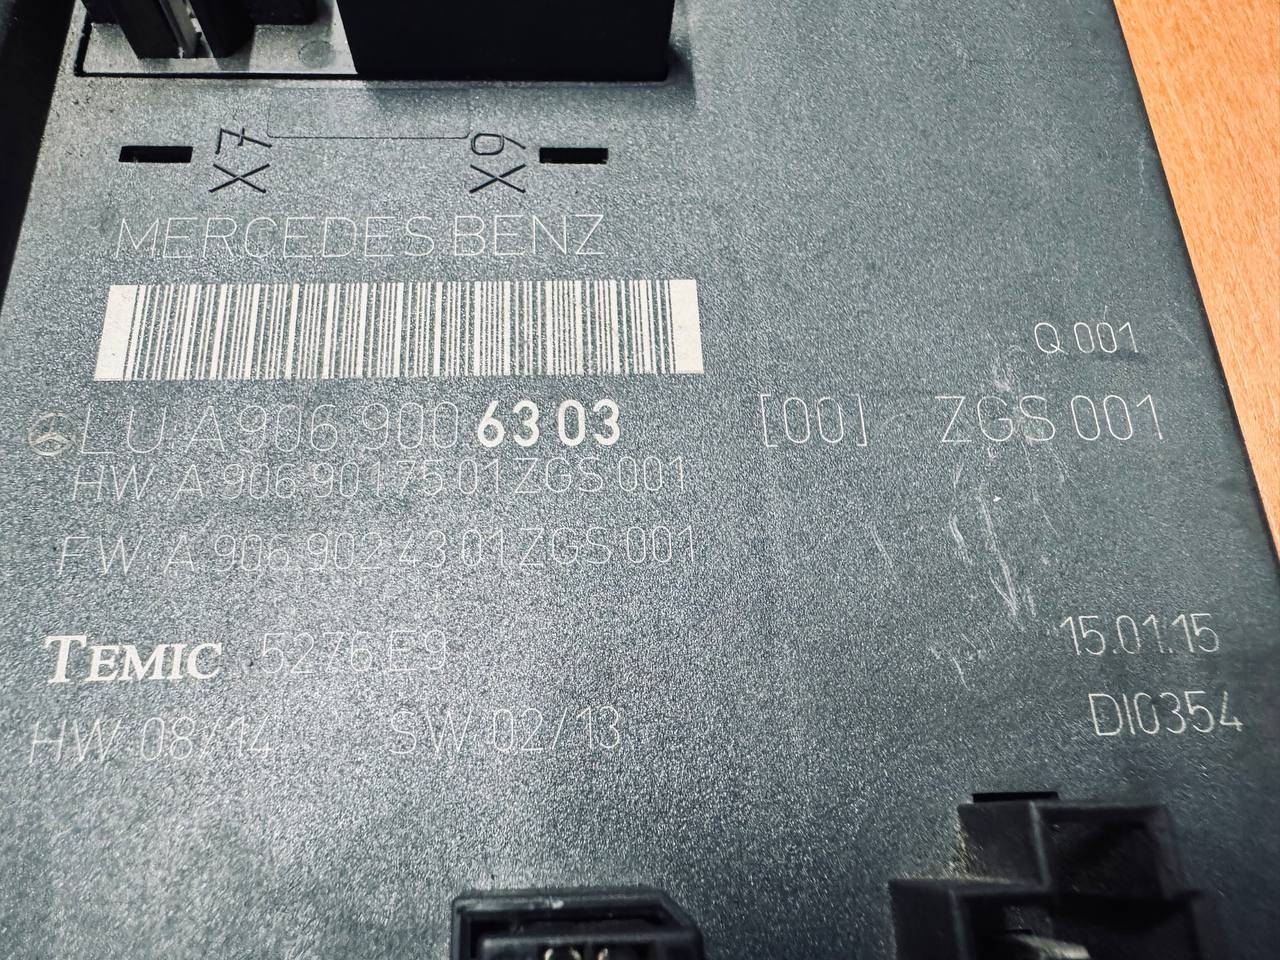 X7
X9
MERCEDES BENZ
Q 001
LU A 906 900 63 03 [00] ZGS 001
HW A 906 901 75 01 ZGS 001
FW A 906 902 43 01 ZGS 001
TEMIC 5276.E9 15.01.15
HW 08/14 SW 02/13 DI0354